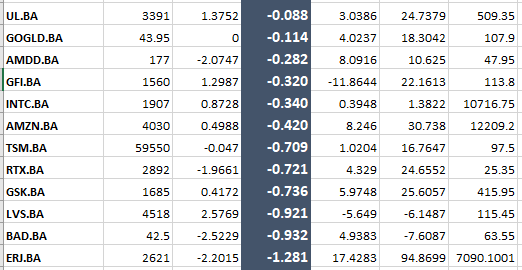 UL.BA 3391 1.3752 -0.088 3.0386 24.7379 509.35
GOGLD.BA 43.95 0 -0.114 4.0237 18.3042 107.9
AMDD.BA 177 -2.0747 -0.282 8.0916 10.625 47.95
GFI.BA 1560 1.2987 -0.320 -11.8644 22.1613 113.8
INTC.BA 1907 0.8728 -0.340 0.3948 1.3822 10716.75
AMZN.BA 4030 0.4988 -0.420 8.246 30.738 12209.2
TSM.BA 59550 -0.047 -0.709 1.0204 16.7647 97.5
RTX.BA 2892 -1.9661 -0.721 4.329 24.6552 25.35
GSK.BA 1685 0.4172 -0.736 5.9748 25.6057 415.95
LVS.BA 4518 2.5769 -0.921 -5.649 -6.1487 115.45
BAD.BA 42.5 -2.5229 -0.932 4.9383 -7.6087 63.55
ERJ.BA 2621 -2.2015 -1.281 17.4283 94.8699 7090.1001